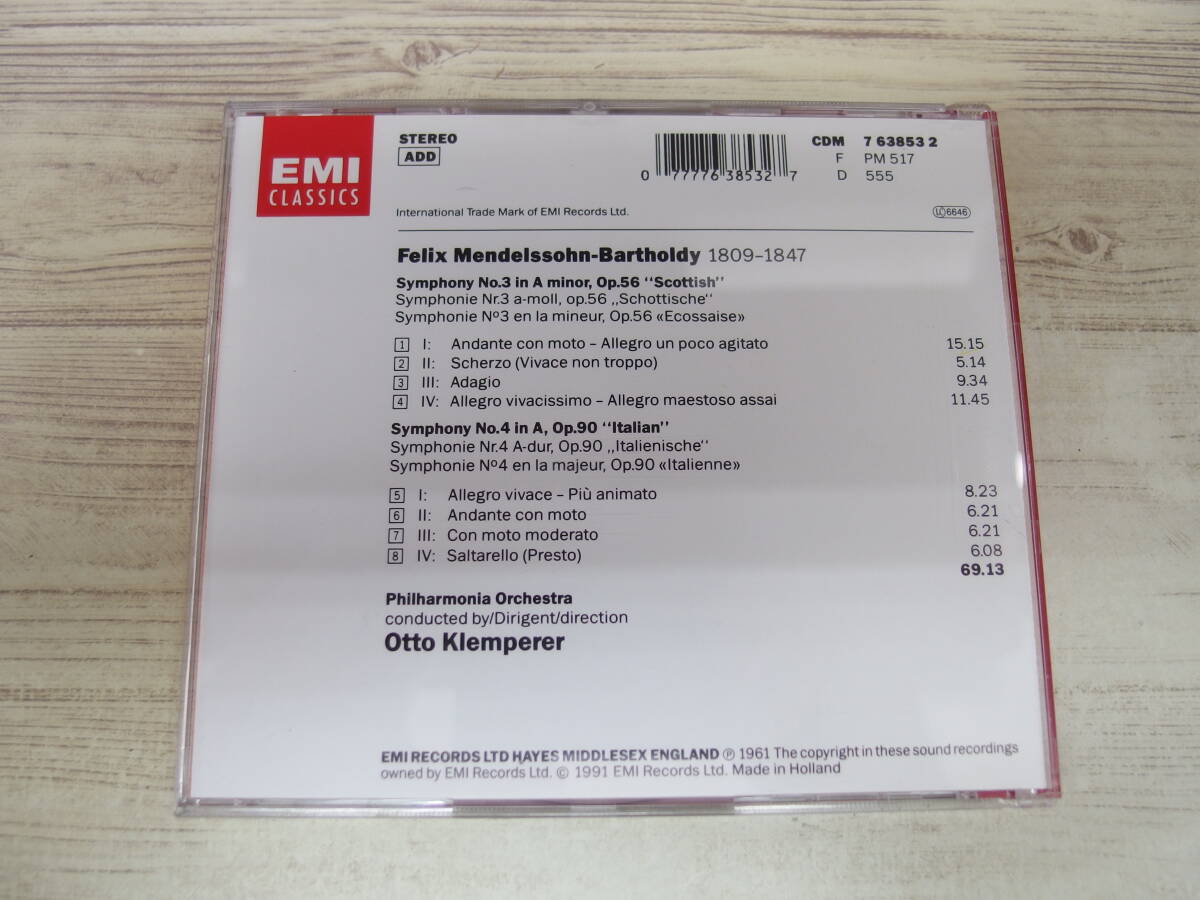 EMI
CLASSICS
STEREO
ADD
0 77776 38532 7
CDM 7 63853 2
F PM 517
D 555
International Trade Mark of EMI Records Ltd.
LC 6646
Felix Mendelssohn-Bartholdy 1809–1847
Symphony No.3 in A minor, Op.56 ‘‘Scottish’’
Symphonie Nr.3 a-moll, op.56 ,,Schottische‘‘
Symphonie Nº3 en la mineur, Op.56 «Ecossaise»
1 I: Andante con moto – Allegro un poco agitato 15.15
2 II: Scherzo (Vivace non troppo) 5.14
3 III: Adagio 9.34
4 IV: Allegro vivacissimo – Allegro maestoso assai 11.45
Symphony No.4 in A, Op.90 ‘‘Italian’’
Symphonie Nr.4 A-dur, Op.90 ,,Italienische‘‘
Symphonie Nº4 en la majeur, Op.90 «Italienne»
5 I: Allegro vivace – Più animato 8.23
6 II: Andante con moto 6.21
7 III: Con moto moderato 6.21
8 IV: Saltarello (Presto) 6.08
69.13
Philharmonia Orchestra
conducted by/Dirigent/direction
Otto Klemperer
EMI RECORDS LTD HAYES MIDDLESEX ENGLAND ℗ 1961 The copyright in these sound recordings
owned by EMI Records Ltd. © 1991 EMI Records Ltd. Made in Holland